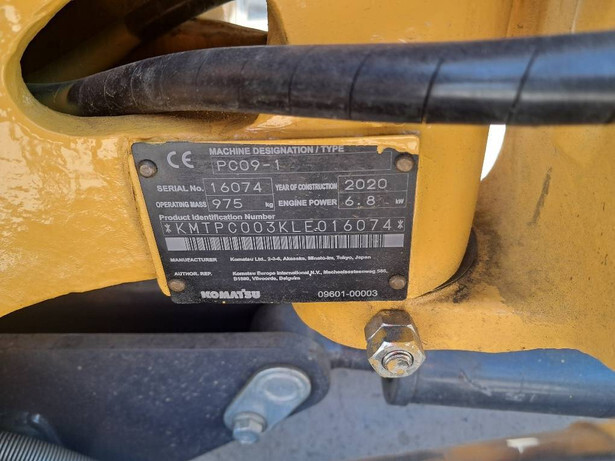 CE MACHINE DESIGNATION / TYPE
PC09-1
SERIAL No. 16074 YEAR OF CONSTRUCTION 2020
OPERATING MASS 975 kg ENGINE POWER 6.8 kW
Product Identification Number
*KMTPC003KLE016074*
MANUFACTURER Komatsu Ltd., 2-3-6, Akasaka, Minato-ku, Tokyo, Japan
AUTHOR. REP. Komatsu Europe International N.V., Mechelsesteenweg 586,
B1800, Vilvoorde, Belguim
KOMATSU 09601-00003